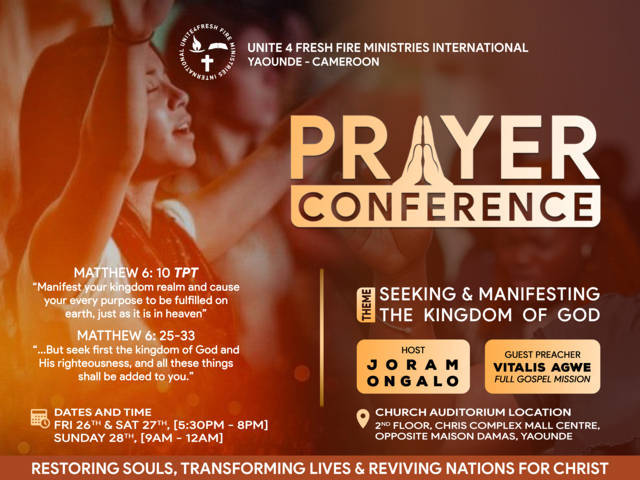 UNITE4FRESH FIRE MINISTRIES INTERNATIONAL
UNITE 4 FRESH FIRE MINISTRIES INTERNATIONAL
YAOUNDE - CAMEROON
PRAYER
CONFERENCE
MATTHEW 6: 10 TPT
“Manifest your kingdom realm and cause
your every purpose to be fulfilled on
earth, just as it is in heaven”
MATTHEW 6: 25-33
“...But seek first the kingdom of God and
His righteousness, and all these things
shall be added to you.”
THEME
SEEKING & MANIFESTING
THE KINGDOM OF GOD
HOST
JORAM
ONGALO
GUEST PREACHER
VITALIS AGWE
FULL GOSPEL MISSION
DATES AND TIME
FRI 26TH & SAT 27TH, [5:30PM - 8PM]
SUNDAY 28TH, [9AM - 12AM]
CHURCH AUDITORIUM LOCATION
2ND FLOOR, CHRIS COMPLEX MALL CENTRE,
OPPOSITE MAISON DAMAS, YAOUNDE
RESTORING SOULS, TRANSFORMING LIVES & REVIVING NATIONS FOR CHRIST